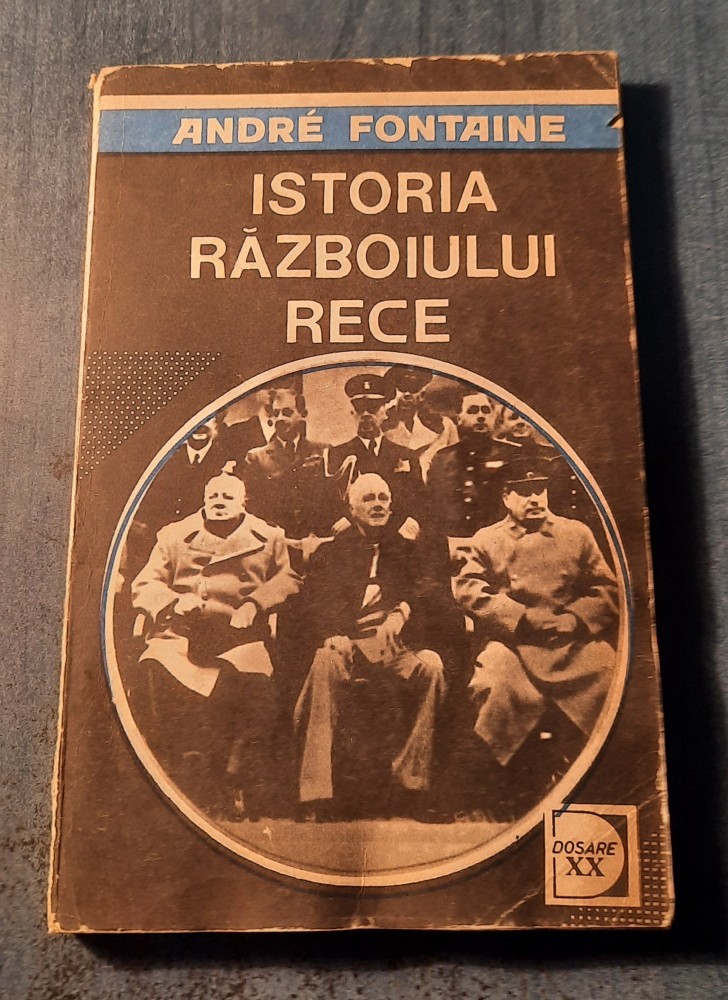 ANDRÉ FONTAINE
ISTORIA
RĂZBOIULUI
RECE
DOSARE
XX